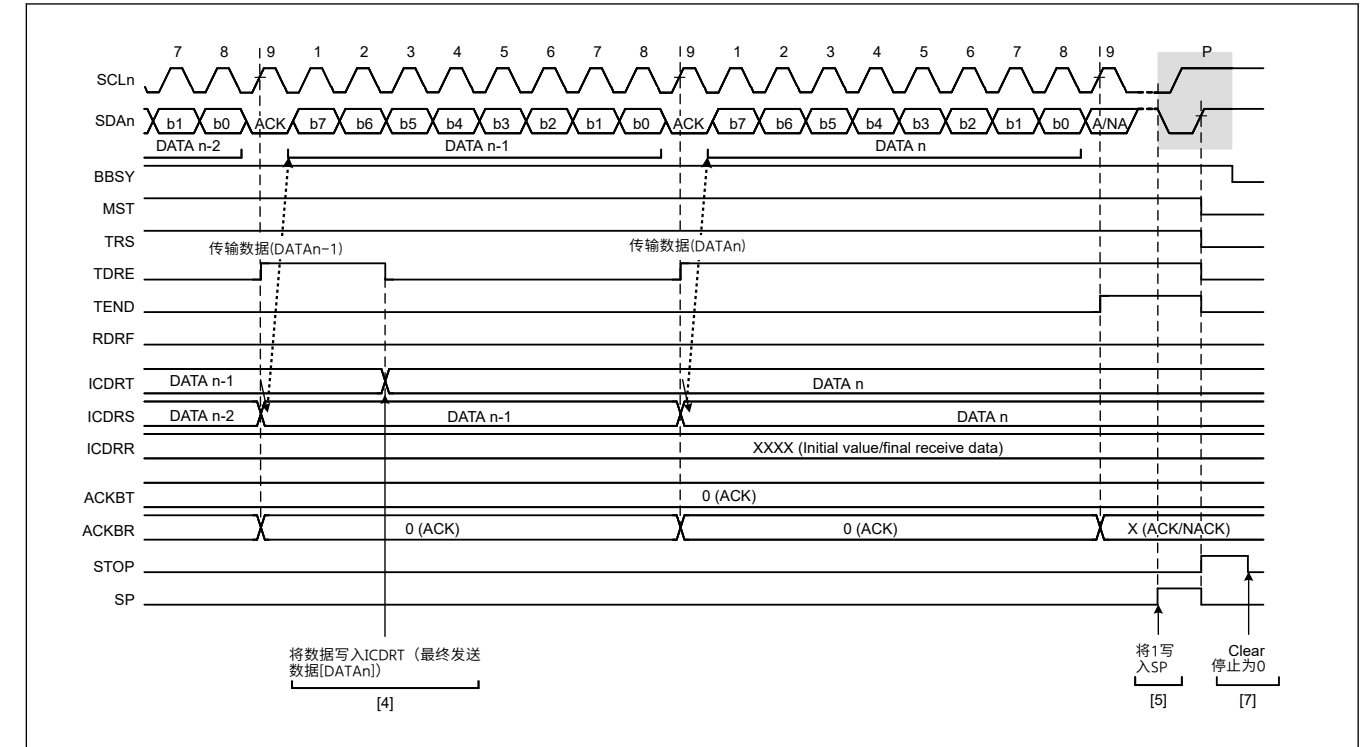 7 8 9 1 2 3 4 5 6 7 8 9 1 2 3 4 5 6 7 8 9 P
SCLn
SDAn b1 b0 ACK b7 b6 b5 b4 b3 b2 b1 b0 ACK b7 b6 b5 b4 b3 b2 b1 b0 A/NA
DATA n-2 DATA n-1 DATA n
BBSY
MST
TRS
传输数据(DATAn-1) 传输数据(DATAn)
TDRE
TEND
RDRF
ICDRT DATA n-1 DATA n
ICDRS DATA n-2 DATA n-1 DATA n
ICDRR XXXX (Initial value/final receive data)
ACKBT 0 (ACK)
ACKBR 0 (ACK) 0 (ACK) X (ACK/NACK)
STOP
SP
将数据写入ICDRT（最终发送
数据[DATAn]）
[4]
将1写
入SP
[5]
Clear
停止为0
[7]